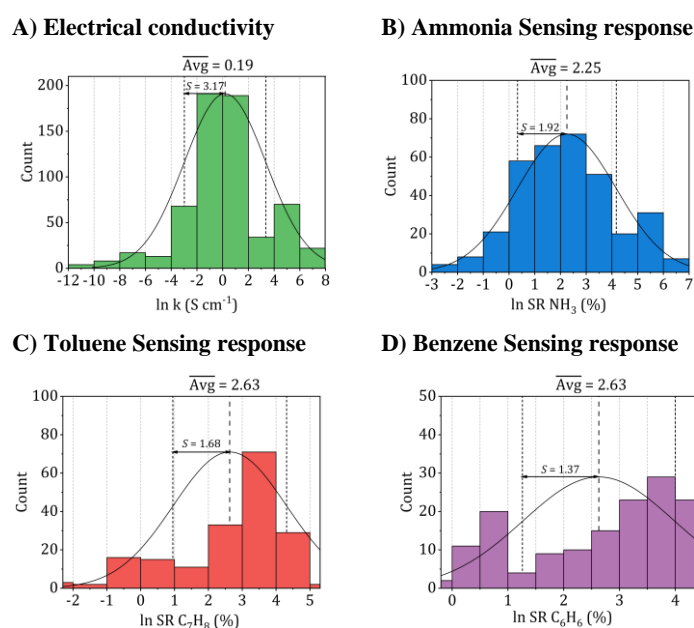 A) Electrical conductivity
Avg = 0.19
S = 3.17
200
150
100
50
0
Count
-12 -10 -8 -6 -4 -2 0 2 4 6 8
ln k (S cm⁻¹)
B) Ammonia Sensing response
Avg = 2.25
S = 1.92
100
80
60
40
20
0
Count
-3 -2 -1 0 1 2 3 4 5 6 7
ln SR NH₃ (%)
C) Toluene Sensing response
Avg = 2.63
S = 1.68
100
80
60
40
20
0
Count
-2 -1 0 1 2 3 4 5
ln SR C₇H₈ (%)
D) Benzene Sensing response
Avg = 2.63
S = 1.37
50
40
30
20
10
0
Count
0 1 2 3 4
ln SR C₆H₆ (%)